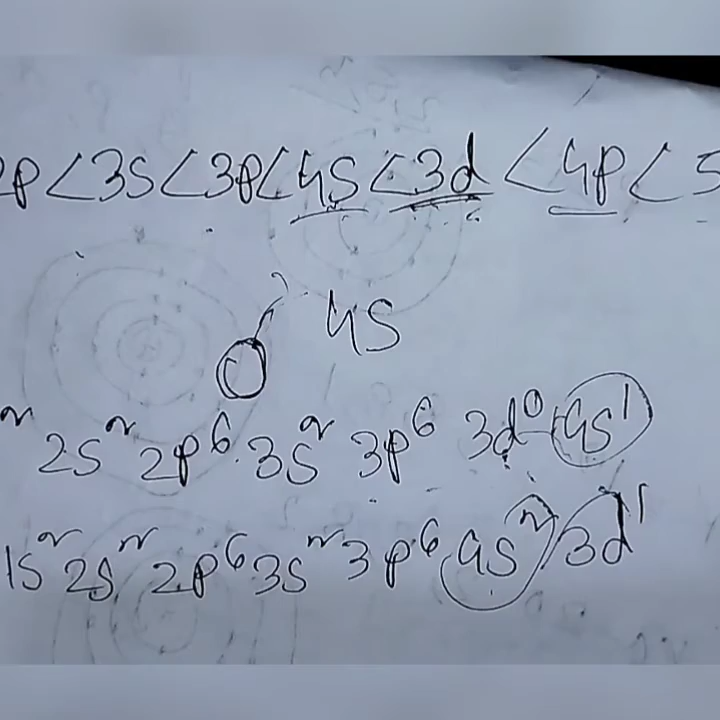 2p<3s<3p<4s<3d<4p<5
4s
² 2s² 2p⁶ 3s² 3p⁶ 3d⁰ 4s¹
1s² 2s² 2p⁶ 3s² 3p⁶ 4s² 3d¹